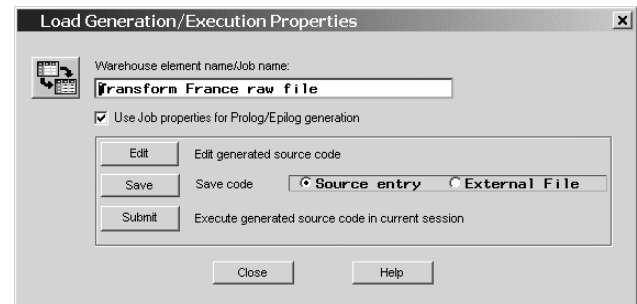 Load Generation/Execution Properties
Warehouse element name/Job name:
Transform France raw file
Use Job properties for Prolog/Epilog generation
Edit Edit generated source code
Save Save code Source entry External File
Submit Execute generated source code in current session
Close Help